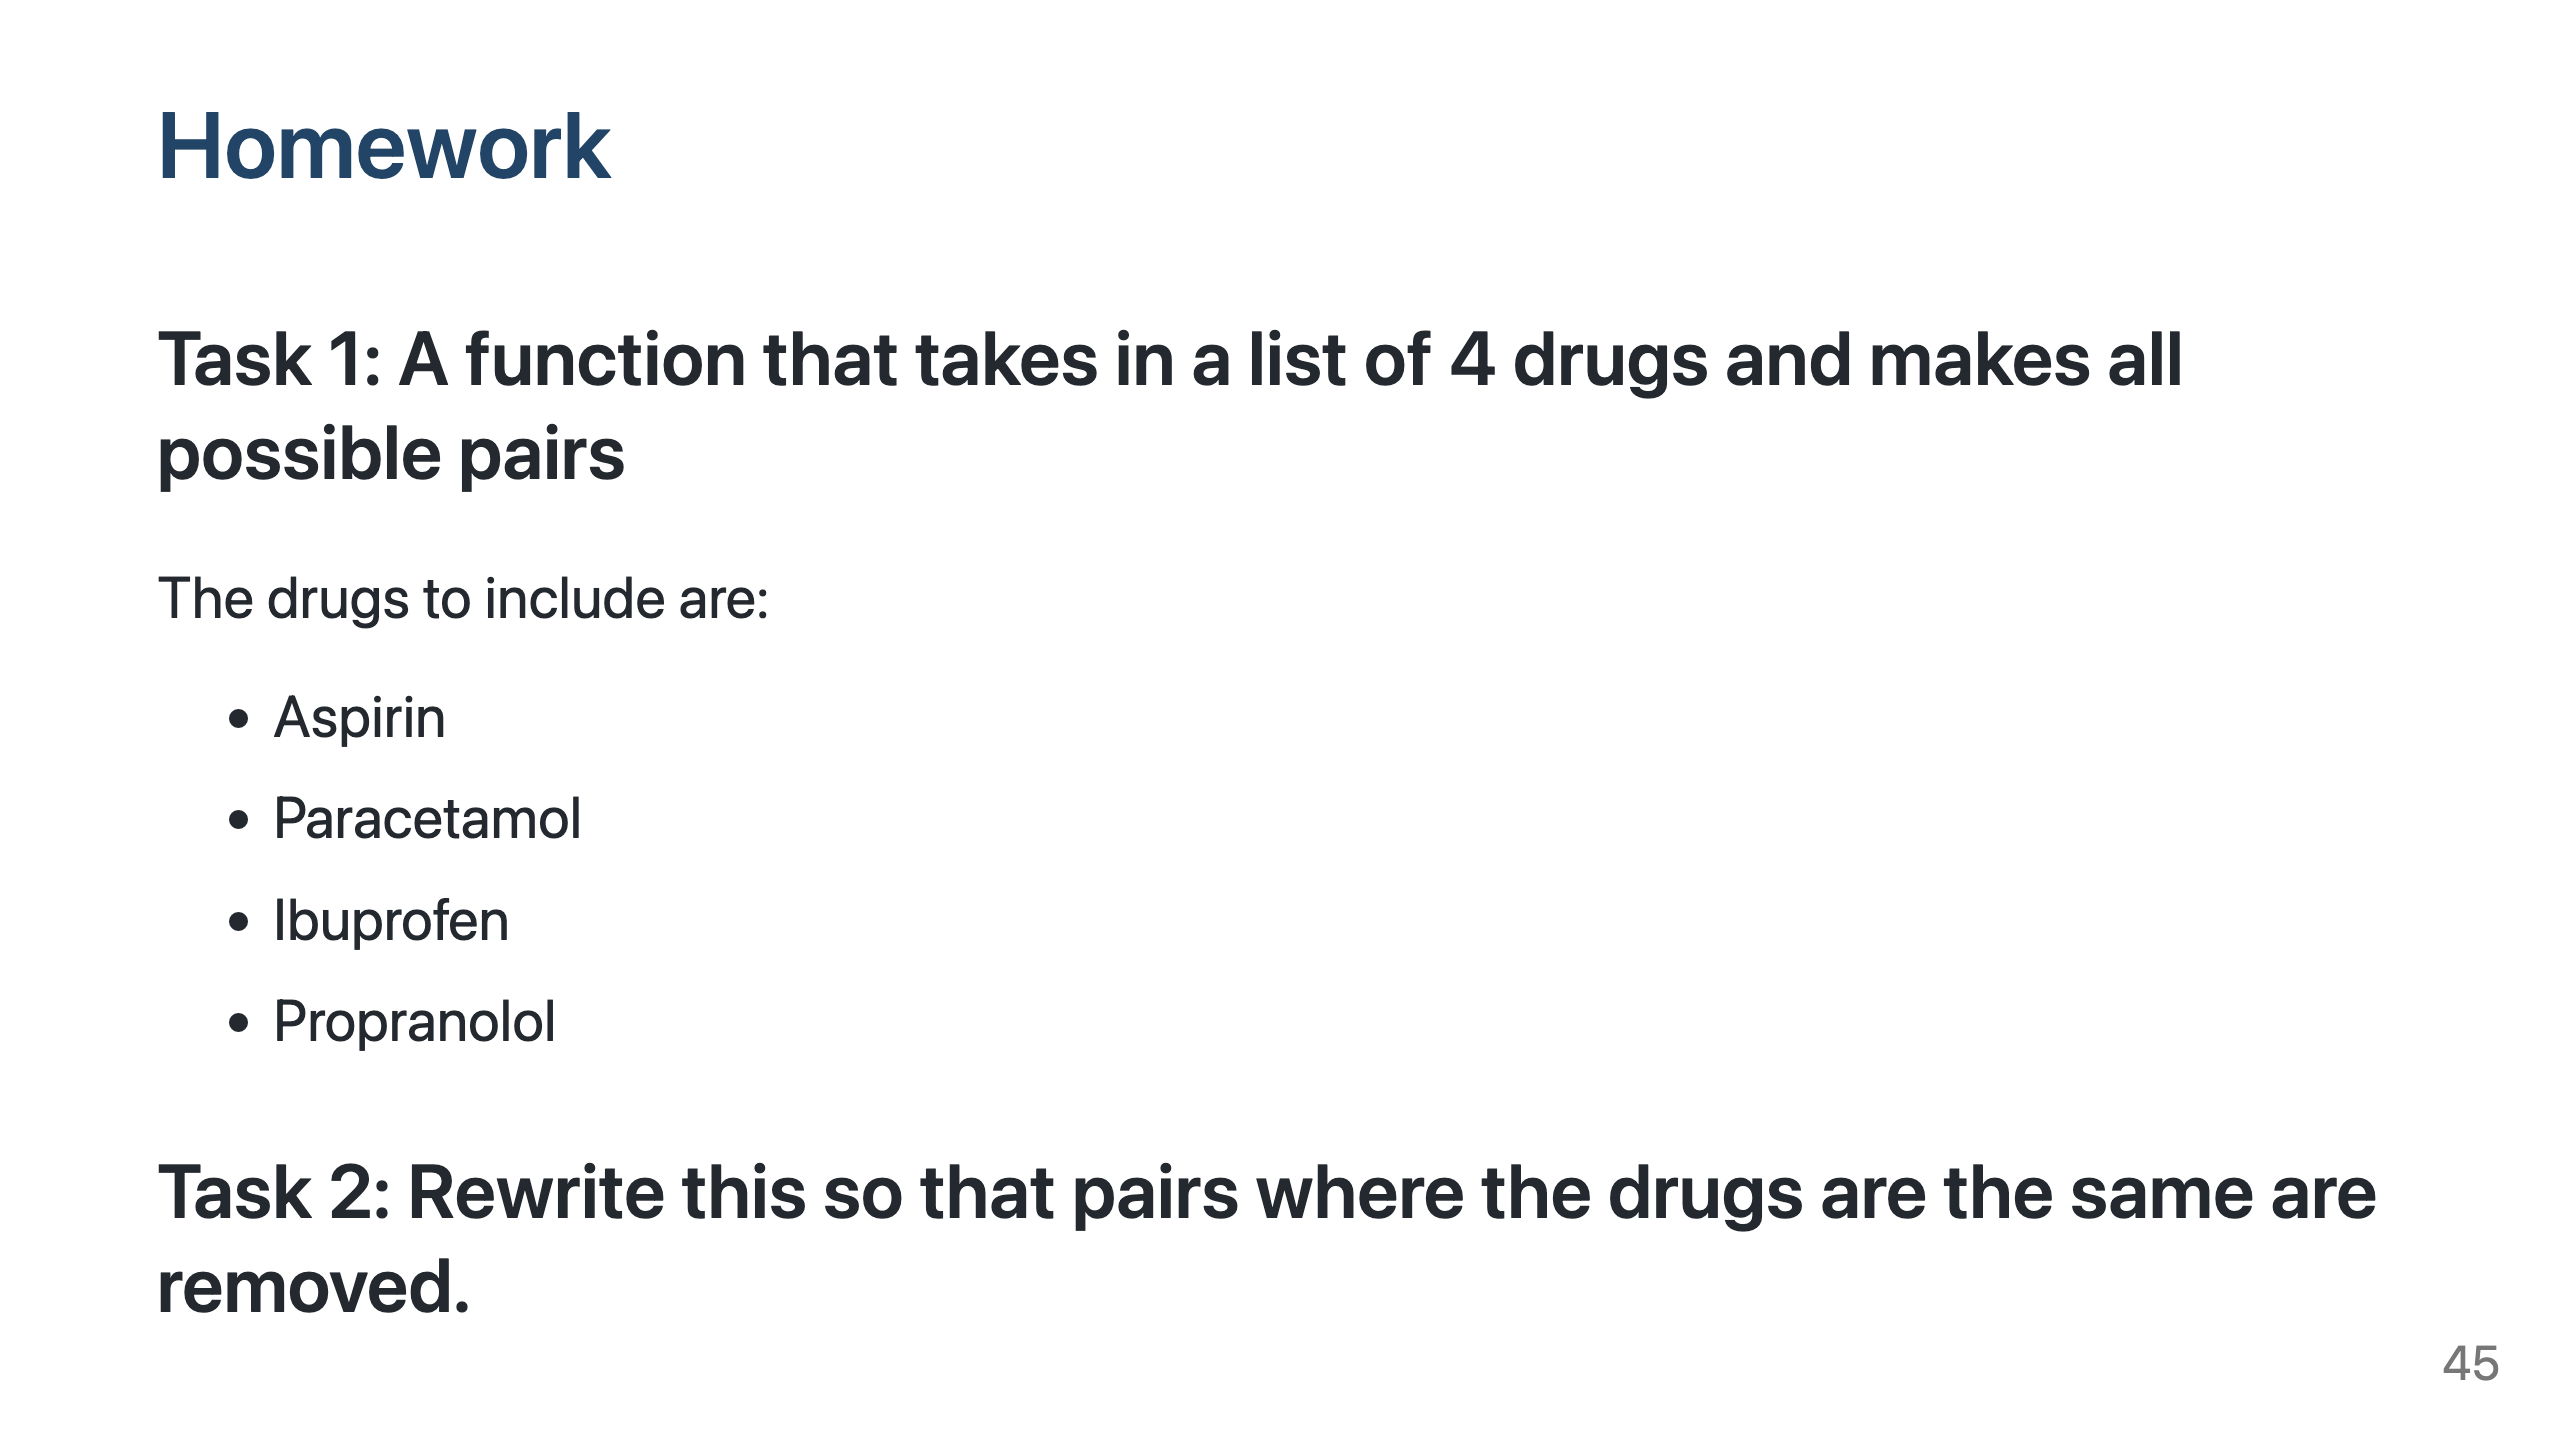 Homework
Task 1: A function that takes in a list of 4 drugs and makes all
possible pairs
The drugs to include are:
• Aspirin
• Paracetamol
• Ibuprofen
• Propranolol
Task 2: Rewrite this so that pairs where the drugs are the same are
removed.
45